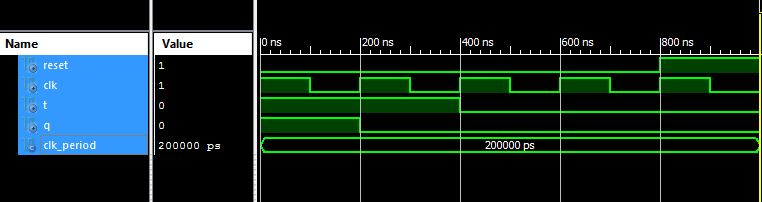 Name Value 0 ns 200 ns 400 ns 600 ns 800 ns
reset 1
clk 1
t 0
q 0
clk_period 200000 ps 200000 ps